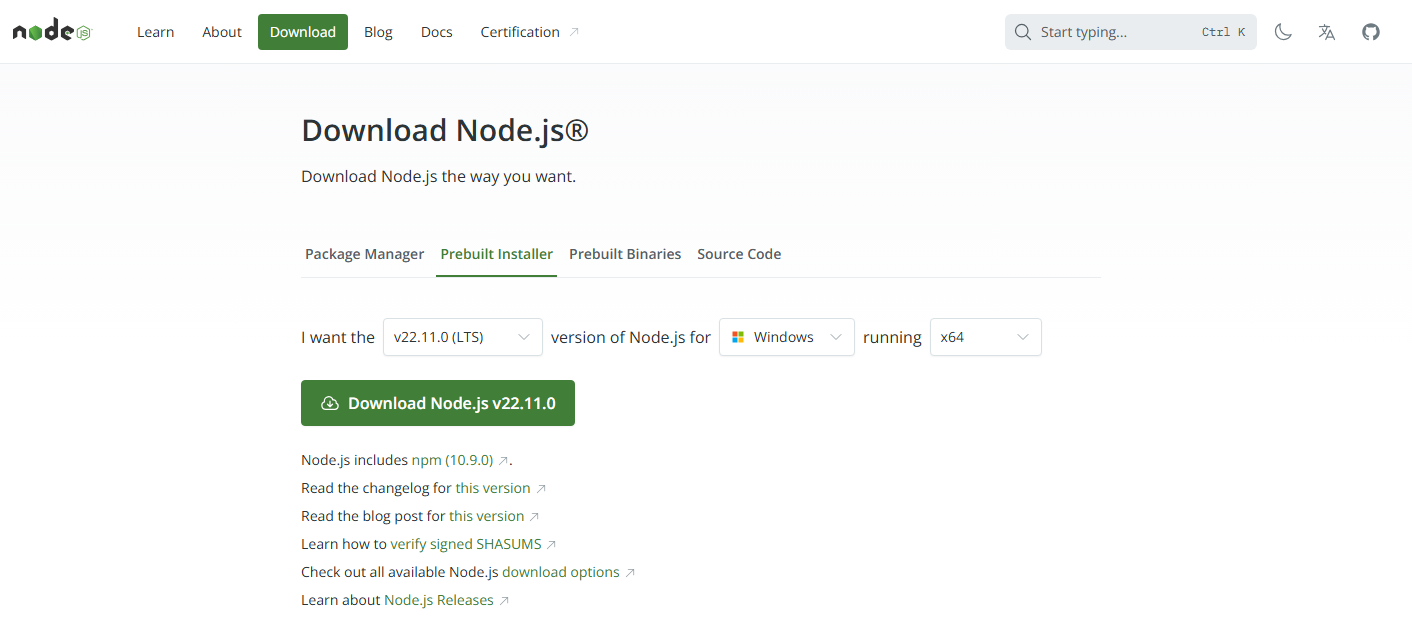 node JS Learn About Download Blog Docs Certification Start typing... Ctrl K
Download Node.js®
Download Node.js the way you want.
Package Manager Prebuilt Installer Prebuilt Binaries Source Code
I want the v22.11.0 (LTS) version of Node.js for Windows running x64
Download Node.js v22.11.0
Node.js includes npm (10.9.0).
Read the changelog for this version
Read the blog post for this version
Learn how to verify signed SHASUMS
Check out all available Node.js download options
Learn about Node.js Releases